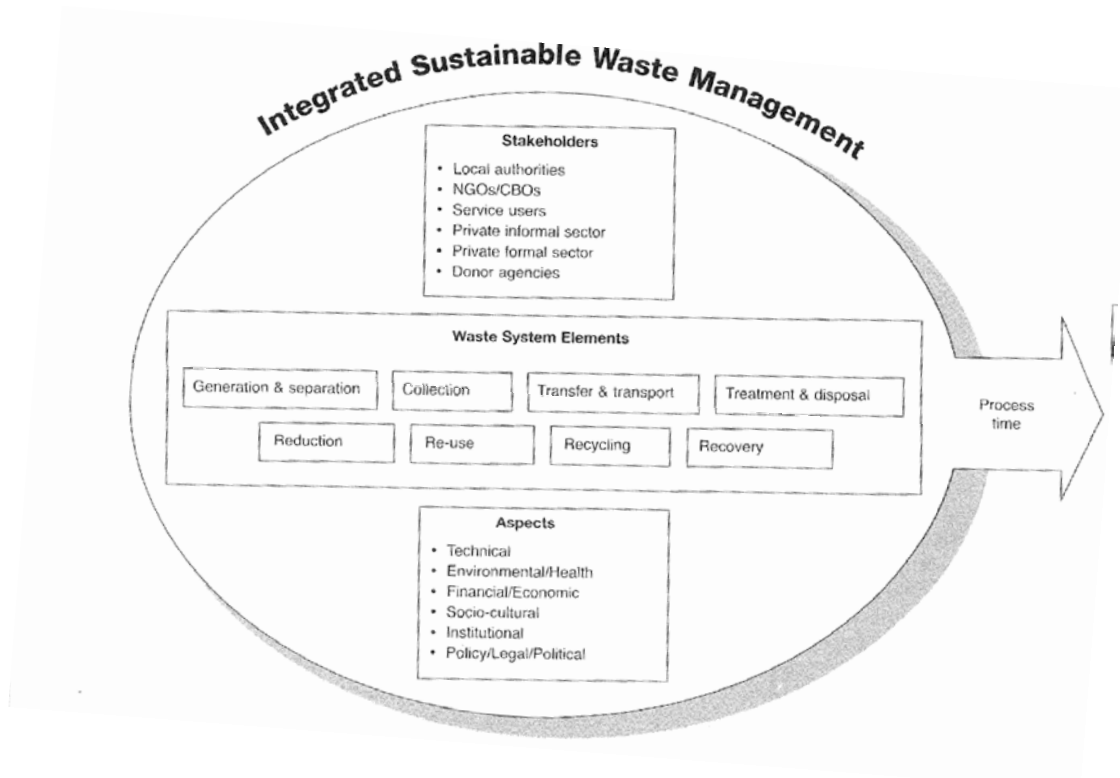 Integrated Sustainable Waste Management
Stakeholders
• Local authorities
• NGOs/CBOs
• Service users
• Private informal sector
• Private formal sector
• Donor agencies
Waste System Elements
Generation & separation
Collection
Transfer & transport
Treatment & disposal
Reduction
Re-use
Recycling
Recovery
Process
time
Aspects
• Technical
• Environmental/Health
• Financial/Economic
• Socio-cultural
• Institutional
• Policy/Legal/Political